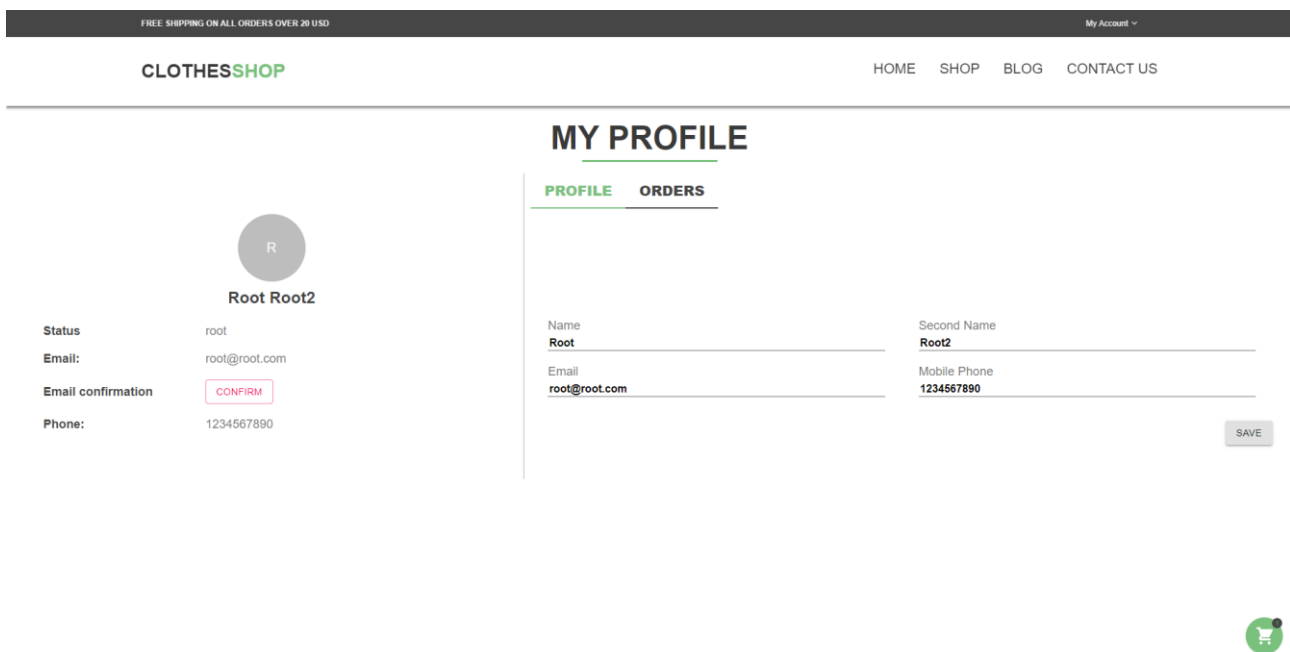 FREE SHIPPING ON ALL ORDERS OVER 20 USD
My Account
CLOTHESSHOP
HOME SHOP BLOG CONTACT US
MY PROFILE
PROFILE ORDERS
R
Root Root2
Status root
Email: root@root.com
Email confirmation CONFIRM
Phone: 1234567890
Name
Root
Second Name
Root2
Email
root@root.com
Mobile Phone
1234567890
SAVE